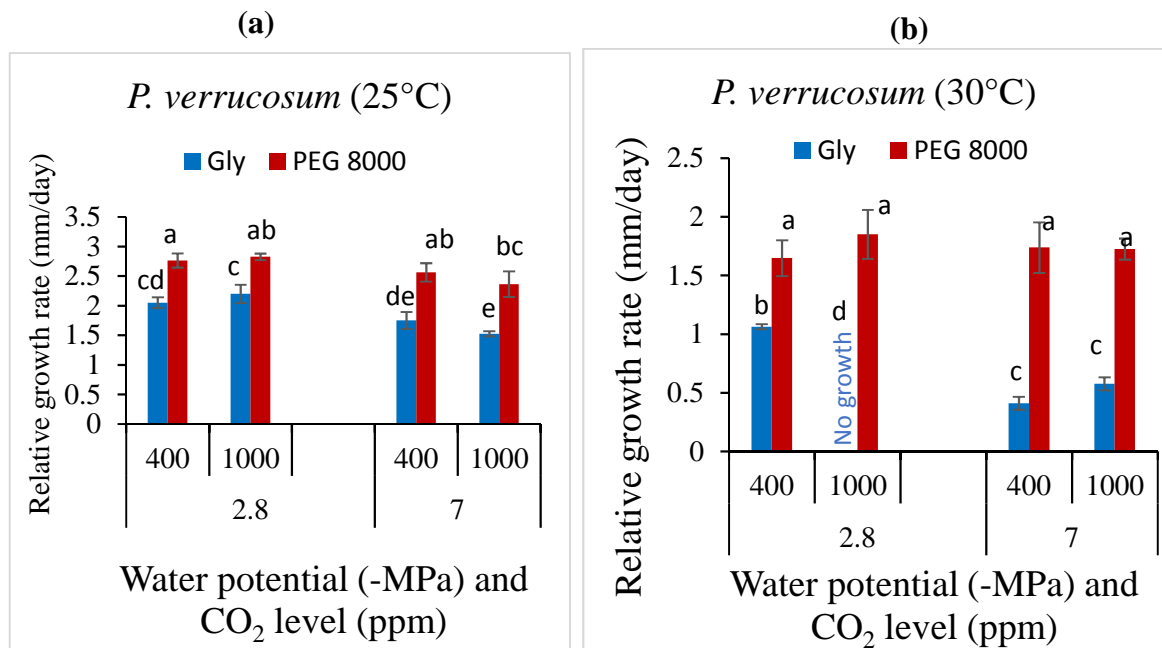 (a)
P. verrucosum (25°C)
Gly PEG 8000
Relative growth rate (mm/day)
3.5
3
2.5
2
1.5
1
0.5
0
cd a c ab de ab e bc
400 1000 400 1000
2.8 7
Water potential (-MPa) and
CO₂ level (ppm)
(b)
P. verrucosum (30°C)
Gly PEG 8000
Relative growth rate (mm/day)
2.5
2
1.5
1
0.5
0
b a d a c a c a
No growth
400 1000 400 1000
2.8 7
Water potential (-MPa) and
CO₂ level (ppm)